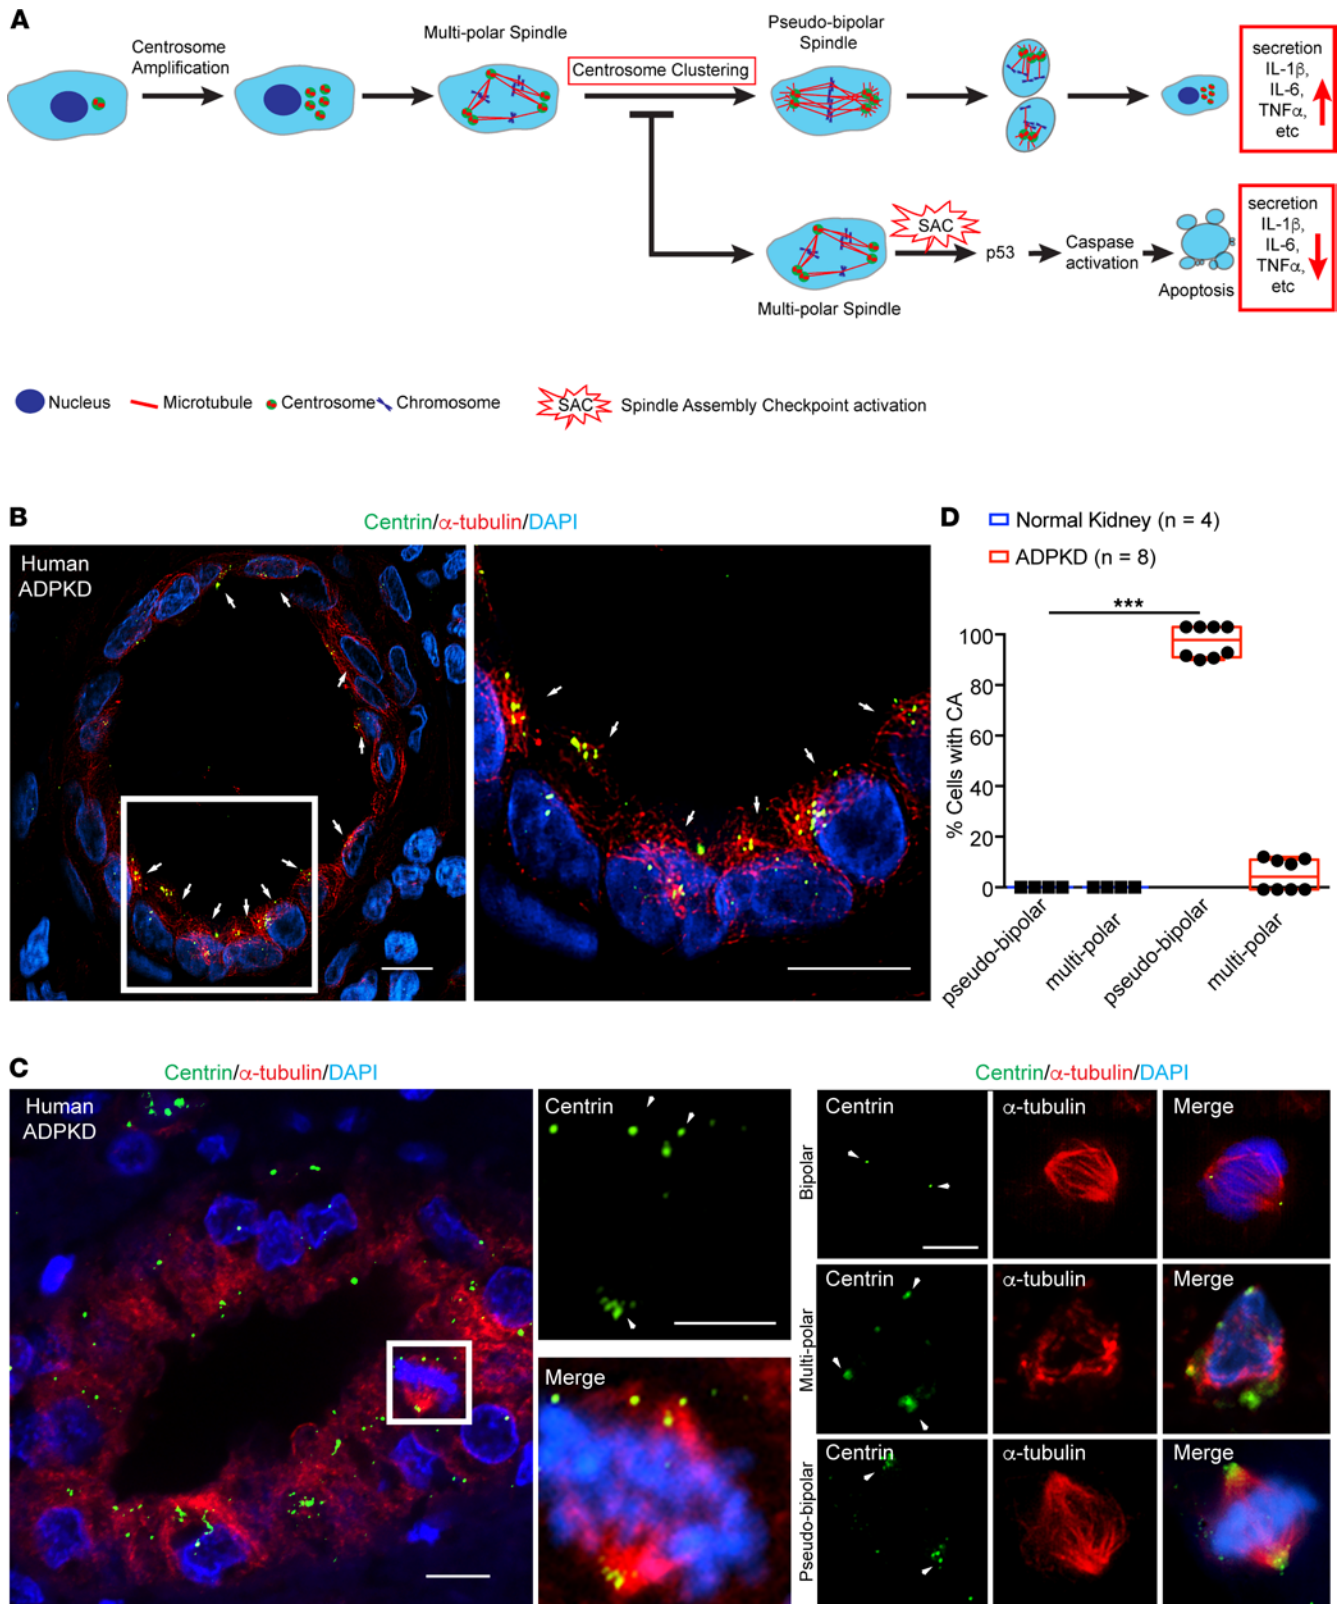 A
Centrosome
Amplification
Multi-polar Spindle
Centrosome Clustering
Pseudo-bipolar
Spindle
secretion
IL-1β,
IL-6,
TNFα,
etc
SAC
p53
Caspase
activation
Apoptosis
Multi-polar Spindle
secretion
IL-1β,
IL-6,
TNFα,
etc
Nucleus
Microtubule
Centrosome
Chromosome
SAC
Spindle Assembly Checkpoint activation
B
Centrin/α-tubulin/DAPI
Human
ADPKD
D
Normal Kidney (n = 4)
ADPKD (n = 8)
***
% Cells with CA
100
80
60
40
20
0
pseudo-bipolar
multi-polar
pseudo-bipolar
multi-polar
C
Centrin/α-tubulin/DAPI
Human
ADPKD
Centrin
Merge
Centrin/α-tubulin/DAPI
Bipolar
Centrin
α-tubulin
Merge
Multi-polar
Centrin
α-tubulin
Merge
Pseudo-bipolar
Centrin
α-tubulin
Merge